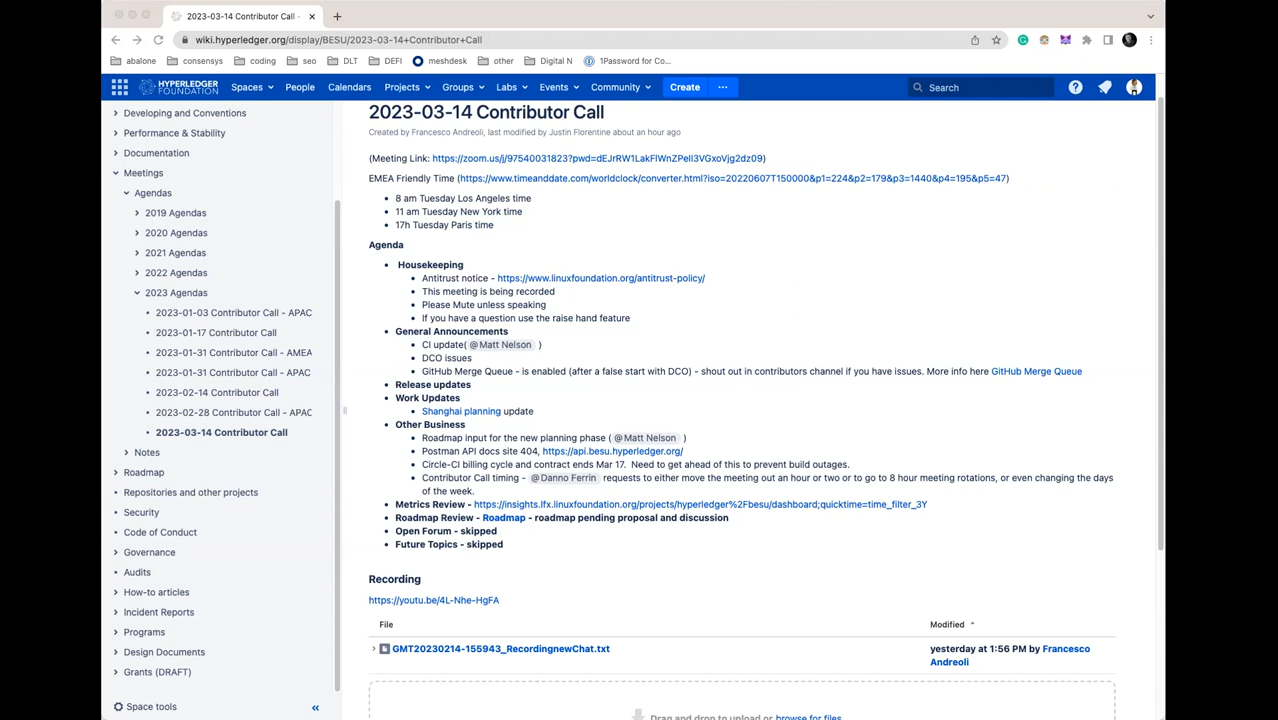 2023-03-14 Contributor Call -
wiki.hyperledger.org/display/BESU/2023-03-14+Contributor+Call
abalone consensys coding seo DLT DEFI meshdesk other Digital N 1Password for Co...
HYPERLEDGER FOUNDATION Spaces People Calendars Projects Groups Labs Events Community Create ... Search
Developing and Conventions
Performance & Stability
Documentation
Meetings
Agendas
2019 Agendas
2020 Agendas
2021 Agendas
2022 Agendas
2023 Agendas
2023-01-03 Contributor Call - APAC
2023-01-17 Contributor Call
2023-01-31 Contributor Call - AMEA
2023-01-31 Contributor Call - APAC
2023-02-14 Contributor Call
2023-02-28 Contributor Call - APAC
2023-03-14 Contributor Call
Notes
Roadmap
Repositories and other projects
Security
Code of Conduct
Governance
Audits
How-to articles
Incident Reports
Programs
Design Documents
Grants (DRAFT)
Space tools
2023-03-14 Contributor Call
Created by Francesco Andreoli, last modified by Justin Florentine about an hour ago
(Meeting Link: https://zoom.us/j/97540031823?pwd=dEJrRW1LakFIWnZPell3VGxoVjg2dz09)
EMEA Friendly Time (https://www.timeanddate.com/worldclock/converter.html?iso=20220607T150000&p1=224&p2=179&p3=1440&p4=195&p5=47)
• 8 am Tuesday Los Angeles time
• 11 am Tuesday New York time
• 17h Tuesday Paris time
Agenda
• Housekeeping
• Antitrust notice - https://www.linuxfoundation.org/antitrust-policy/
• This meeting is being recorded
• Please Mute unless speaking
• If you have a question use the raise hand feature
• General Announcements
• CI update( @Matt Nelson )
• DCO issues
• GitHub Merge Queue - is enabled (after a false start with DCO) - shout out in contributors channel if you have issues. More info here GitHub Merge Queue
• Release updates
• Work Updates
• Shanghai planning update
• Other Business
• Roadmap input for the new planning phase ( @Matt Nelson )
• Postman API docs site 404, https://api.besu.hyperledger.org/
• Circle-CI billing cycle and contract ends Mar 17. Need to get ahead of this to prevent build outages.
• Contributor Call timing - @Danno Ferrin requests to either move the meeting out an hour or two or to go to 8 hour meeting rotations, or even changing the days
of the week.
• Metrics Review - https://insights.lfx.linuxfoundation.org/projects/hyperledger%2Fbesu/dashboard;quicktime=time_filter_3Y
• Roadmap Review - Roadmap - roadmap pending proposal and discussion
• Open Forum - skipped
• Future Topics - skipped
Recording
https://youtu.be/4L-Nhe-HgFA
File Modified
GMT20230214-155943_RecordingnewChat.txt yesterday at 1:56 PM by Francesco
Andreoli
Drag and drop to upload or browse for files